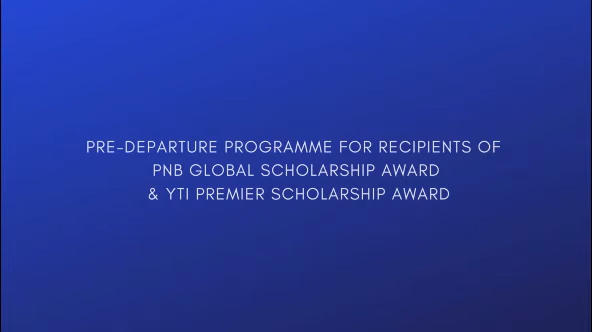 PRE-DEPARTURE PROGRAMME FOR RECIPIENTS OF
PNB GLOBAL SCHOLARSHIP AWARD
& YTI PREMIER SCHOLARSHIP AWARD